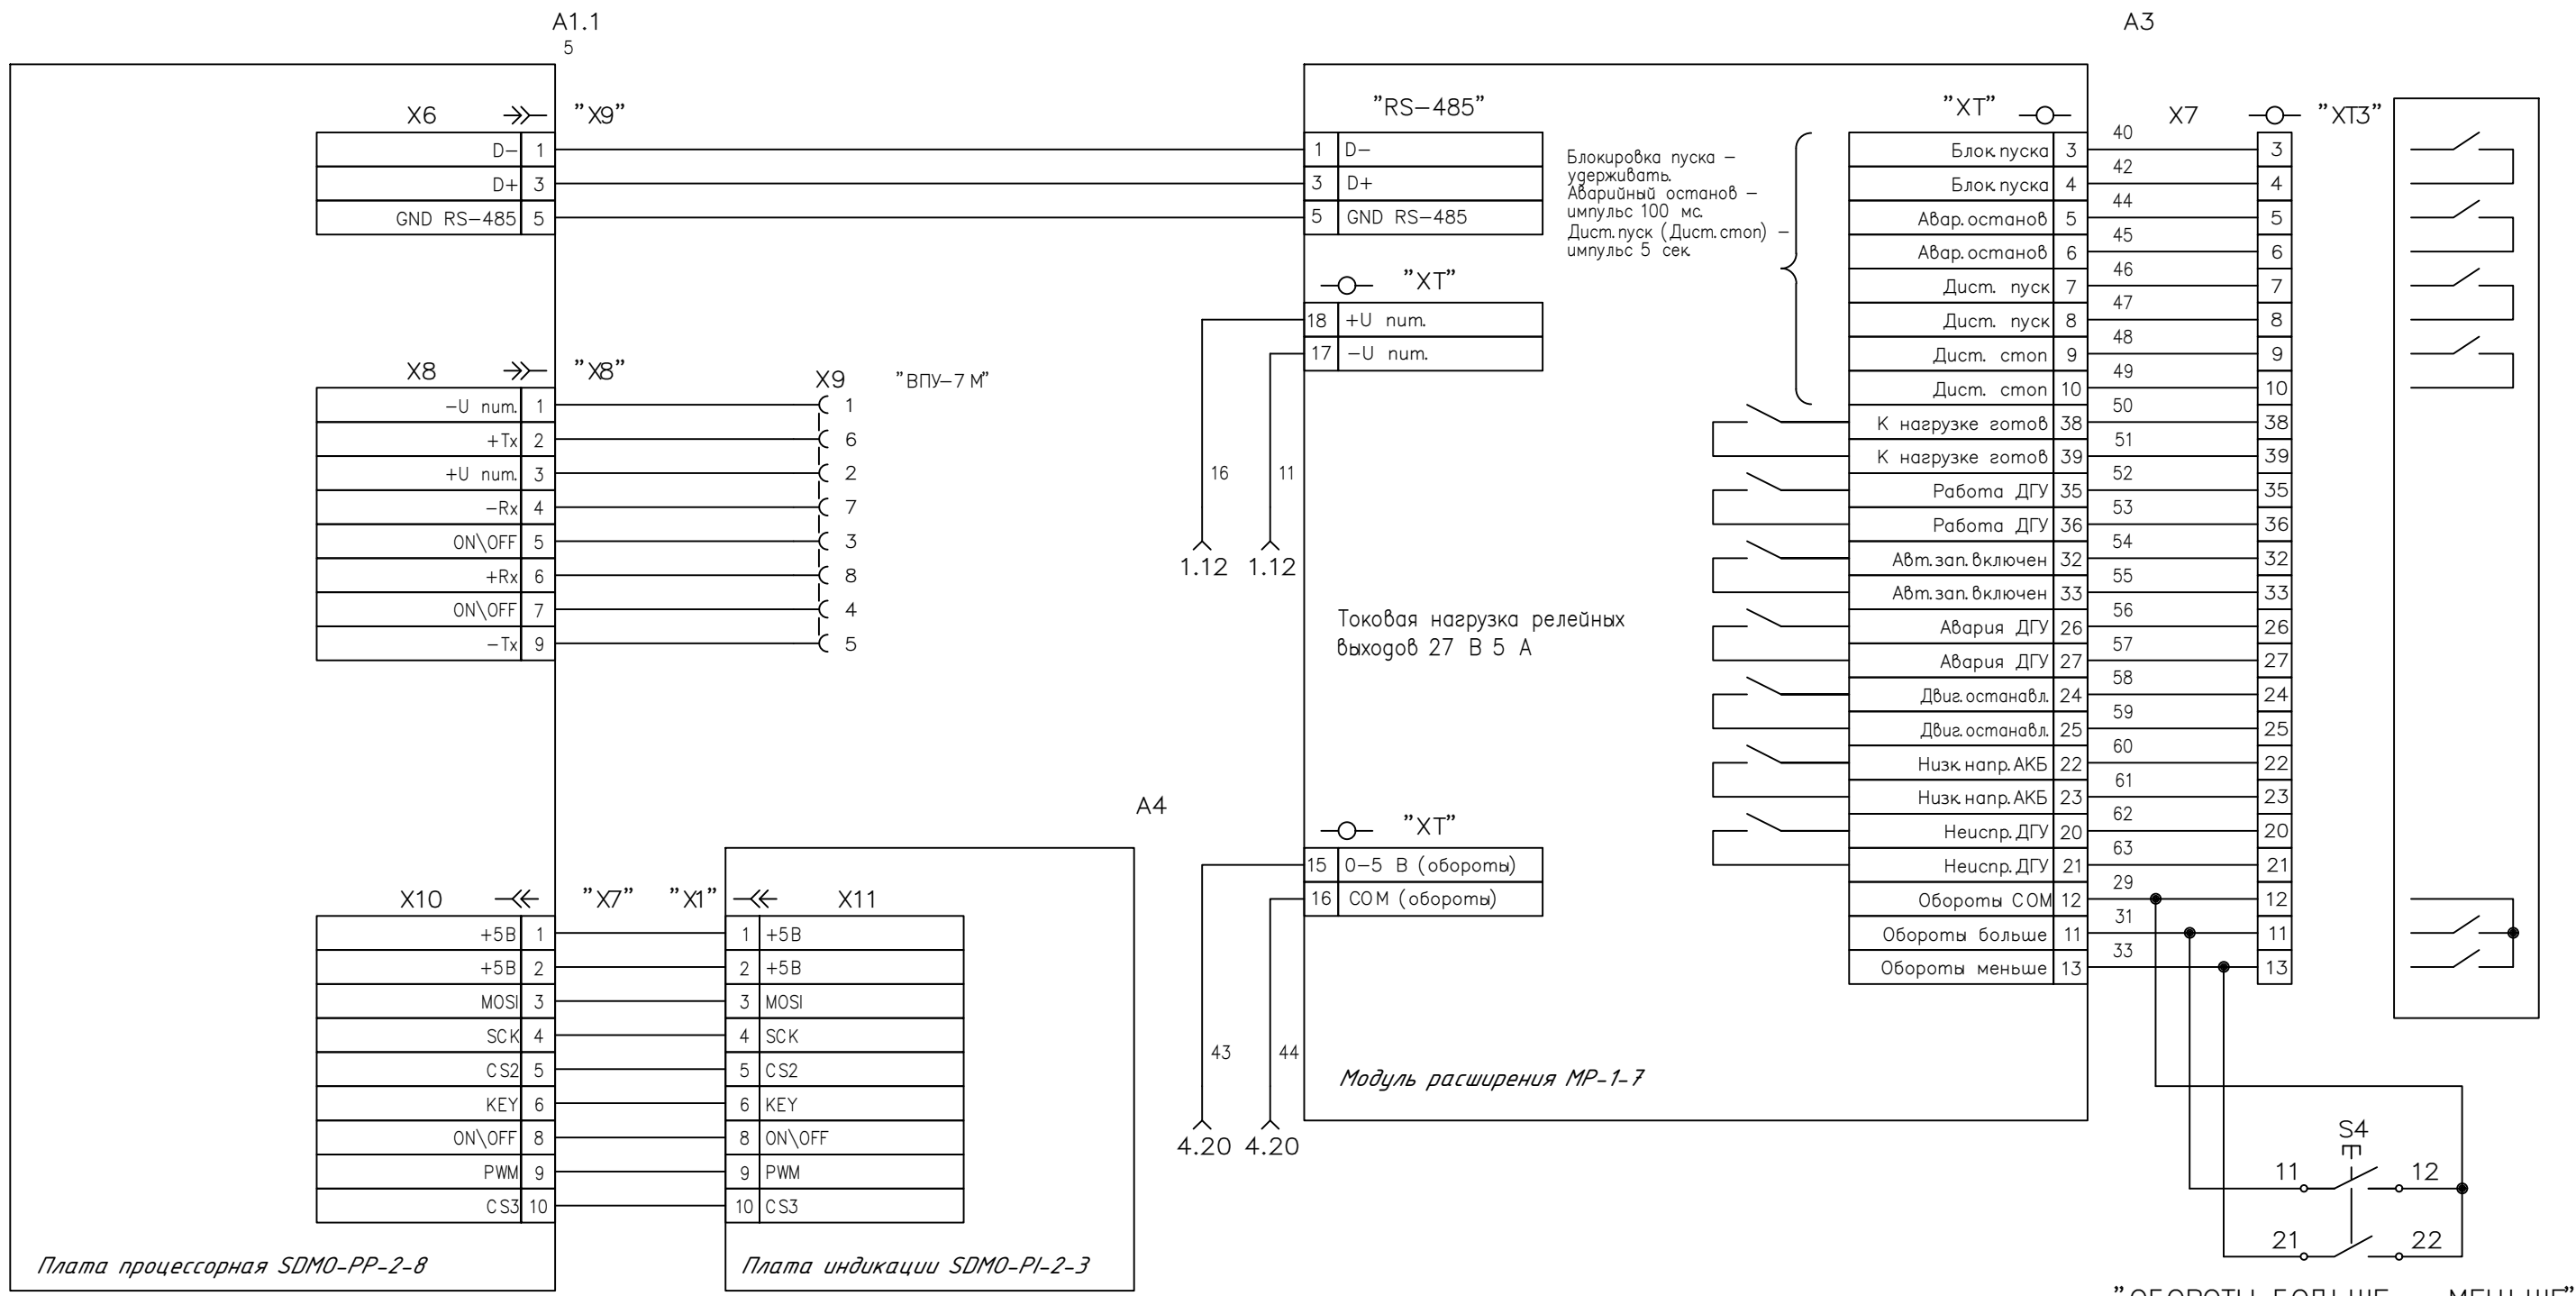 A1.1
5
A3
X6 "X9"
D- 1
D+ 3
GND RS-485 5
"RS-485"
1 D-
3 D+
5 GND RS-485
Блокировка пуска -
удерживать.
Аварийный останов -
импульс 100 мс.
Дист.пуск (Дист.стоп) -
импульс 5 сек
"XT"
18 +U пит.
17 -U пит.
16
11
1.12
1.12
X8 "X8"
-U пит. 1
+Tx 2
+U пит. 3
-Rx 4
ON\OFF 5
+Rx 6
ON\OFF 7
-Tx 9
X9 "ВПУ-7 М"
1
6
2
7
3
8
4
5
Токовая нагрузка релейных
выходов 27 В 5 А
"XT" X7 "XT3"
Блок.пуска 3 40 3
Блок.пуска 4 42 4
Авар.останов 5 44 5
Авар.останов 6 45 6
Дист. пуск 7 46 7
Дист. пуск 8 47 8
Дист. стоп 9 48 9
Дист. стоп 10 49 10
К нагрузке готов 38 50 38
К нагрузке готов 39 51 39
Работа ДГУ 35 52 35
Работа ДГУ 36 53 36
Авт.зап.включен 32 54 32
Авт.зап.включен 33 55 33
Авария ДГУ 26 56 26
Авария ДГУ 27 57 27
Двиг.останавл. 24 58 24
Двиг.останавл. 25 59 25
Низк.напр.АКБ 22 60 22
Низк.напр.АКБ 23 61 23
Неиспр.ДГУ 20 62 20
Неиспр.ДГУ 21 63 21
Обороты COM 12 29 12
Обороты больше 11 31 11
Обороты меньше 13 33 13
A4
"XT"
15 0-5 В (обороты)
16 COM (обороты)
43
44
4.20
4.20
X10 "X7" "X1" X11
+5В 1 1 +5В
+5В 2 2 +5В
MOSI 3 3 MOSI
SCK 4 4 SCK
CS2 5 5 CS2
KEY 6 6 KEY
ON\OFF 8 8 ON\OFF
PWM 9 9 PWM
CS3 10 10 CS3
Модуль расширения МР-1-7
Плата процессорная SDMO-PP-2-8
Плата индикации SDMO-PI-2-3
S4
11 12
21 22
"ОБОРОТЫ БОЛЬШЕ - МЕНЬШЕ"